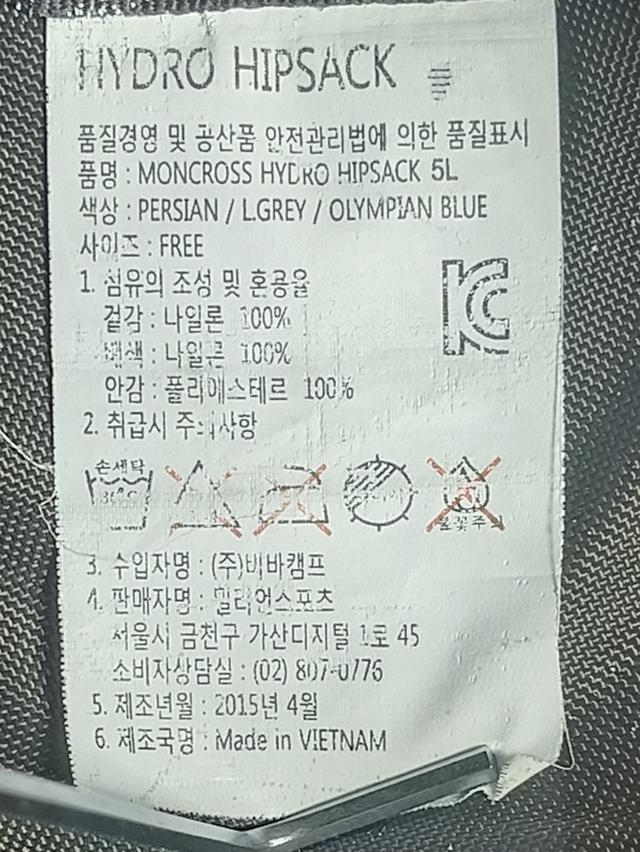 HYDRO HIPSACK
품질경영 및 공산품 안전관리법에 의한 품질표시
품명 : MONCROSS HYDRO HIPSACK 5L
색상 : PERSIAN / L.GREY / OLYMPIAN BLUE
사이즈 : FREE
1. 섬유의 조성 및 혼용율
겉감 : 나일론 100%
배색 : 나일론 100%
안감 : 폴리에스테르 100%
2. 취급시 주의사항
KC
손세탁
30°C
불꽃주의
3. 수입자명 : (주)비바캠프
4. 판매자명 : 밀리언스포츠
서울시 금천구 가산디지털 1로 45
소비자상담실 : (02) 807-0776
5. 제조년월 : 2015년 4월
6. 제조국명 : Made in VIETNAM